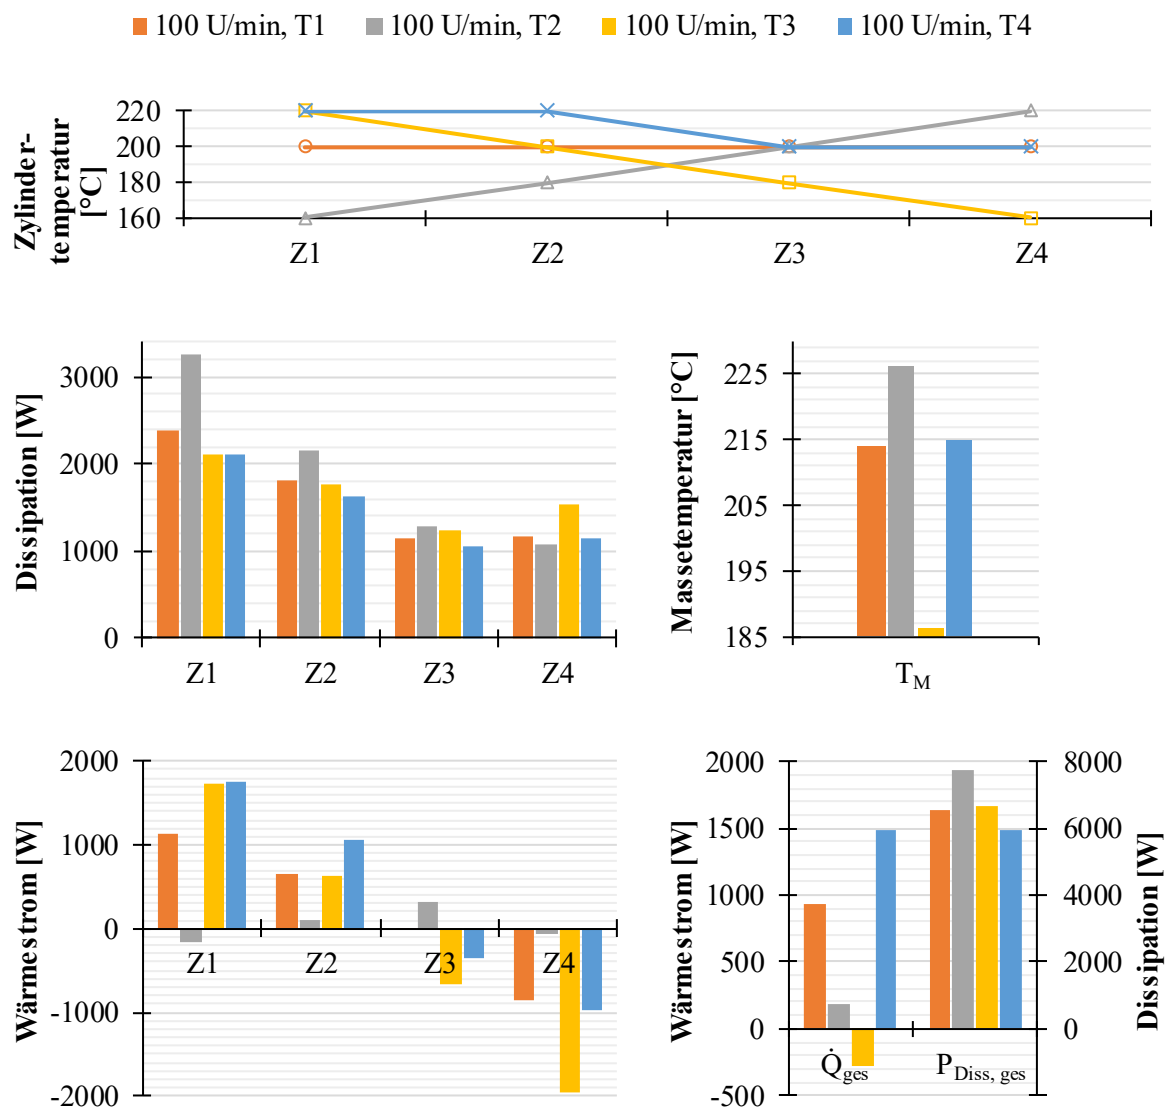 100 U/min, T1 100 U/min, T2 100 U/min, T3 100 U/min, T4
Zylinder-
temperatur
[°C]
220
200
180
160
Z1 Z2 Z3 Z4
Dissipation [W]
3000
2000
1000
0
Z1 Z2 Z3 Z4
Massetemperatur [°C]
225
215
205
195
185
T_M
Wärmestrom [W]
2000
1000
0
-1000
-2000
Z1 Z2 Z3 Z4
Wärmestrom [W]
2000
1500
1000
500
0
-500
Q̇_ges P_Diss, ges
8000
6000
4000
2000
0
Dissipation [W]